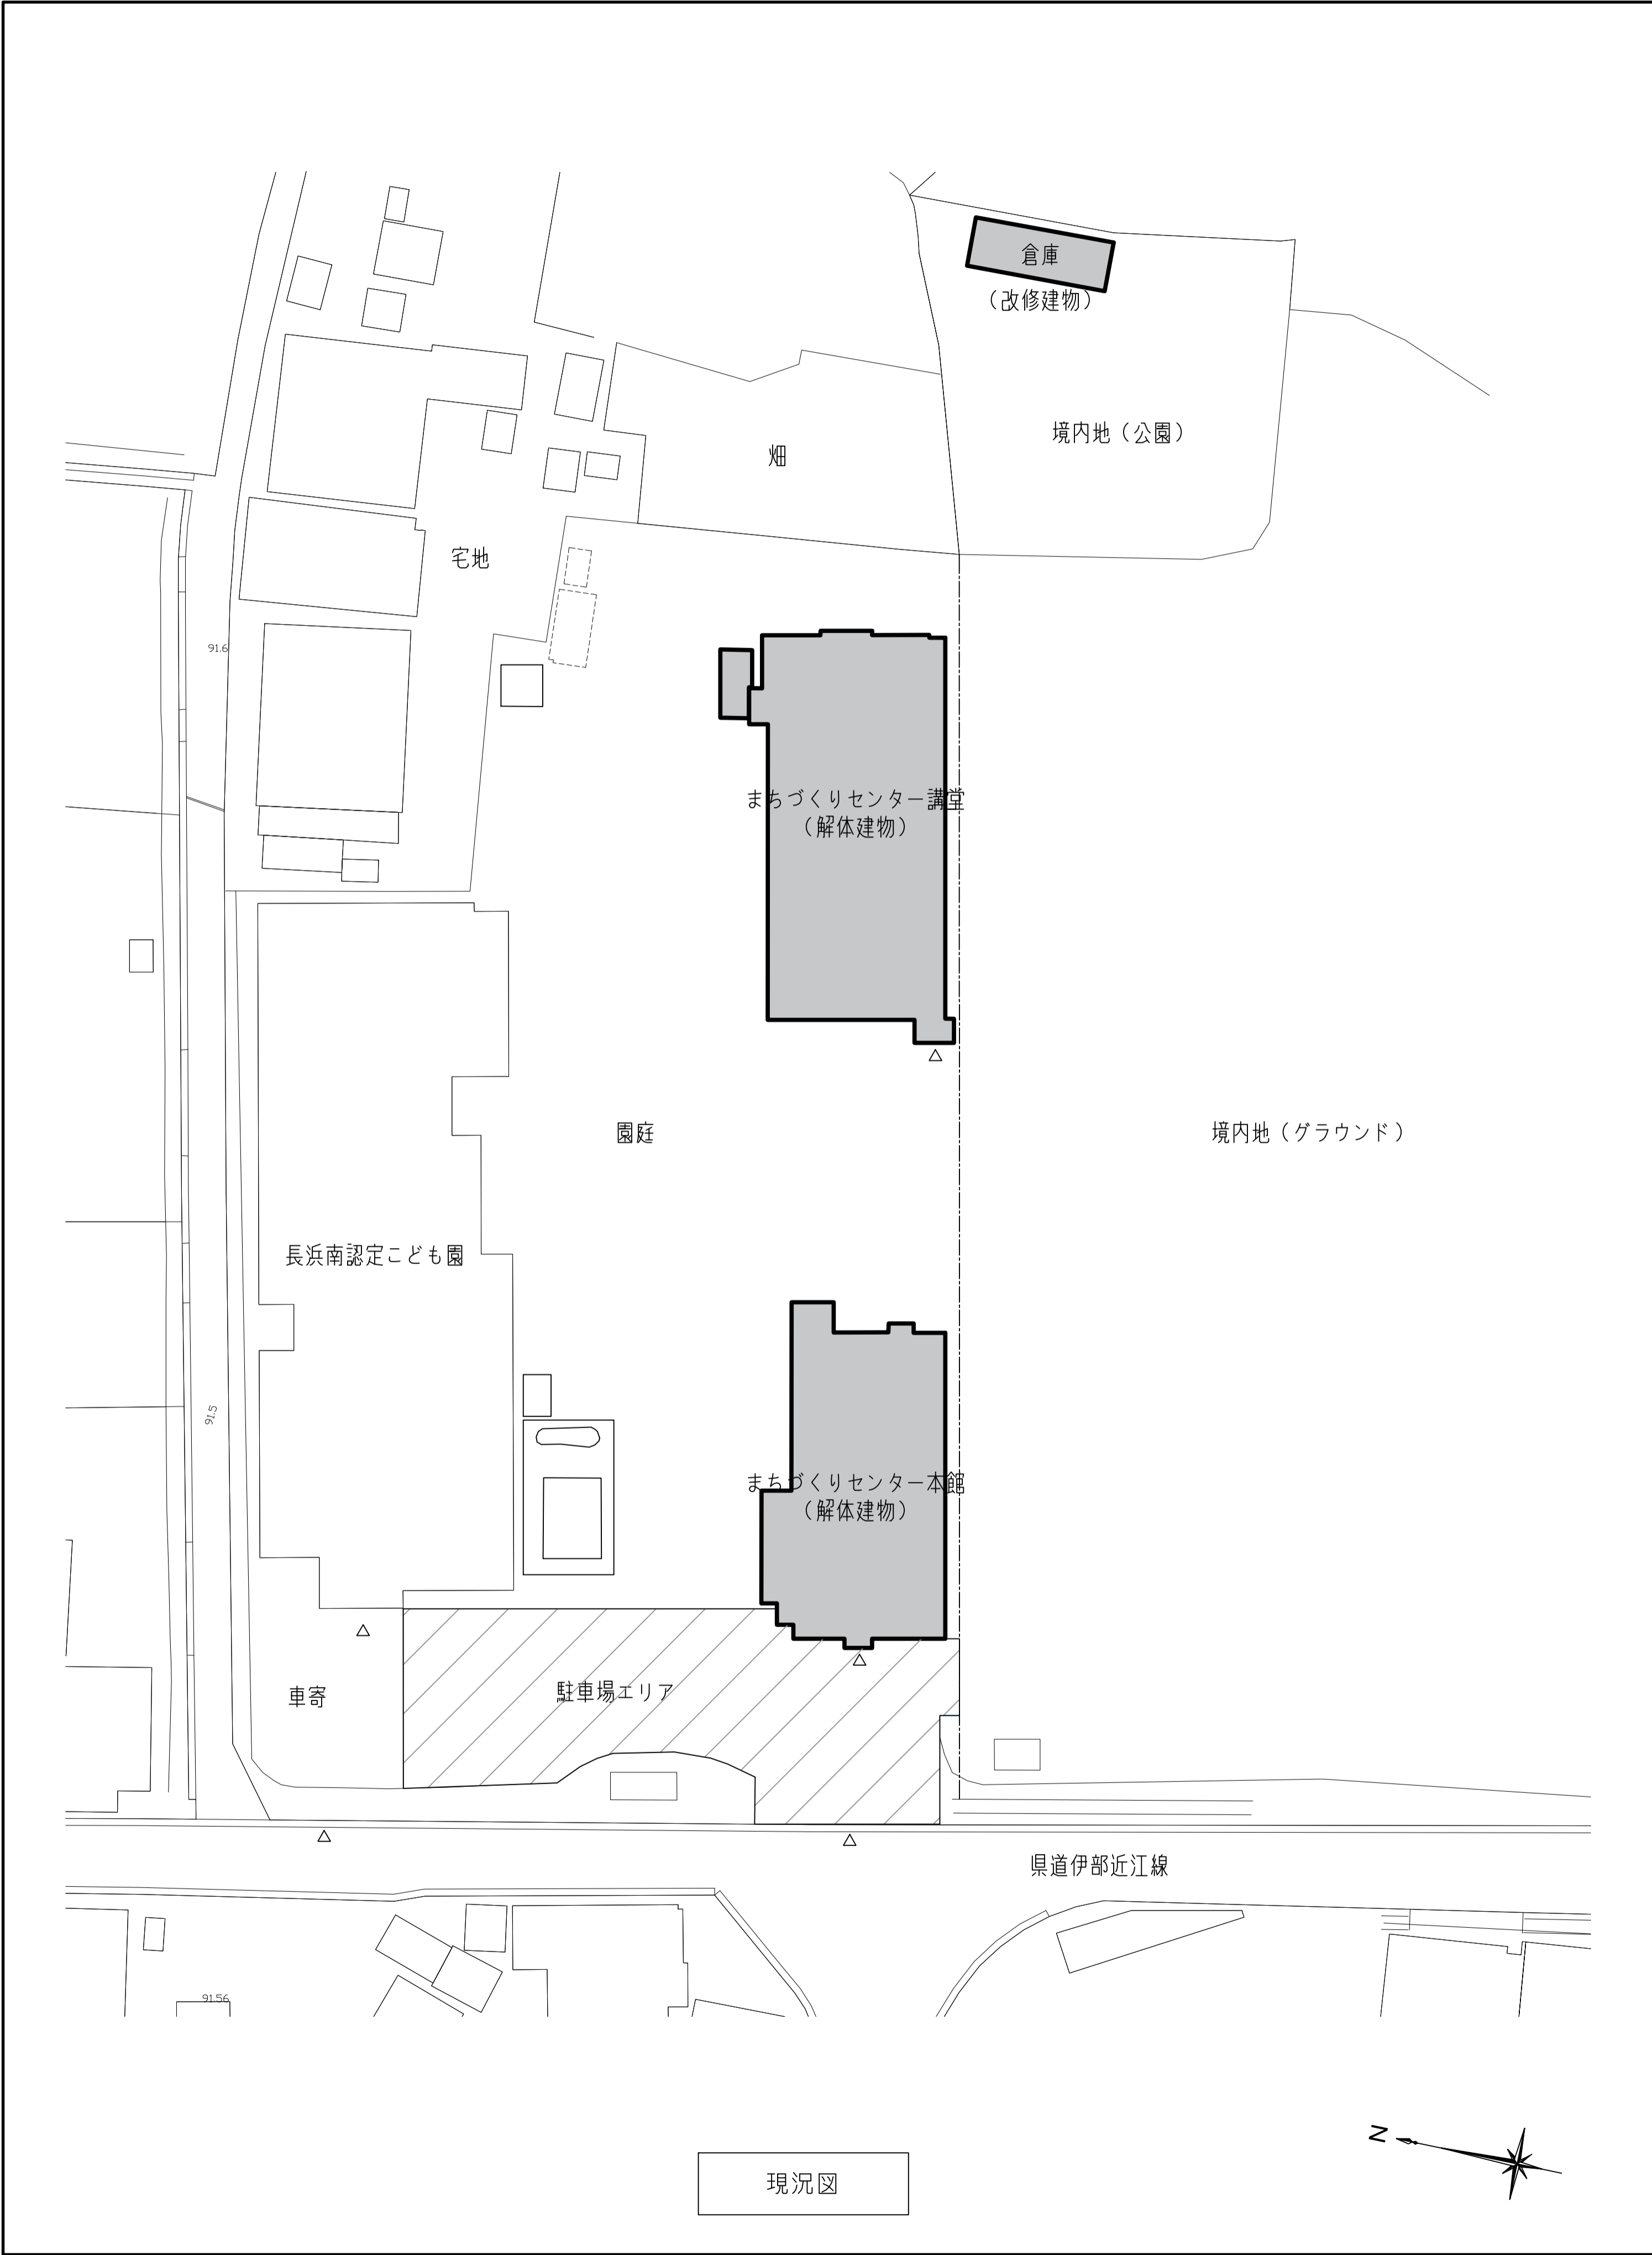 倉庫
（改修建物）
境内地（公園）
畑
宅地
91.6
まちづくりセンター講堂
（解体建物）
園庭
境内地（グラウンド）
長浜南認定こども園
91.5
まちづくりセンター本館
（解体建物）
車寄
駐車場エリア
県道伊部近江線
91.56
N
現況図